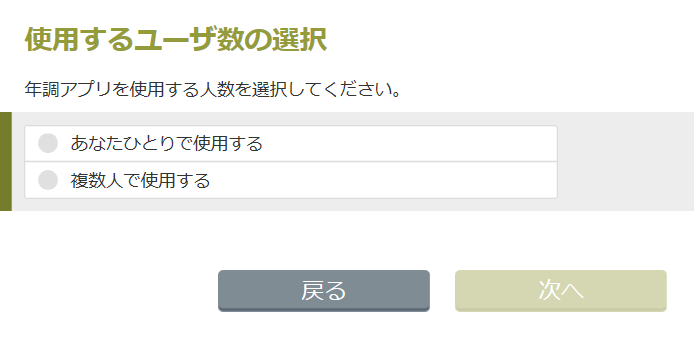 使用するユーザ数の選択
年調アプリを使用する人数を選択してください。
あなたひとりで使用する
複数人で使用する
戻る
次へ